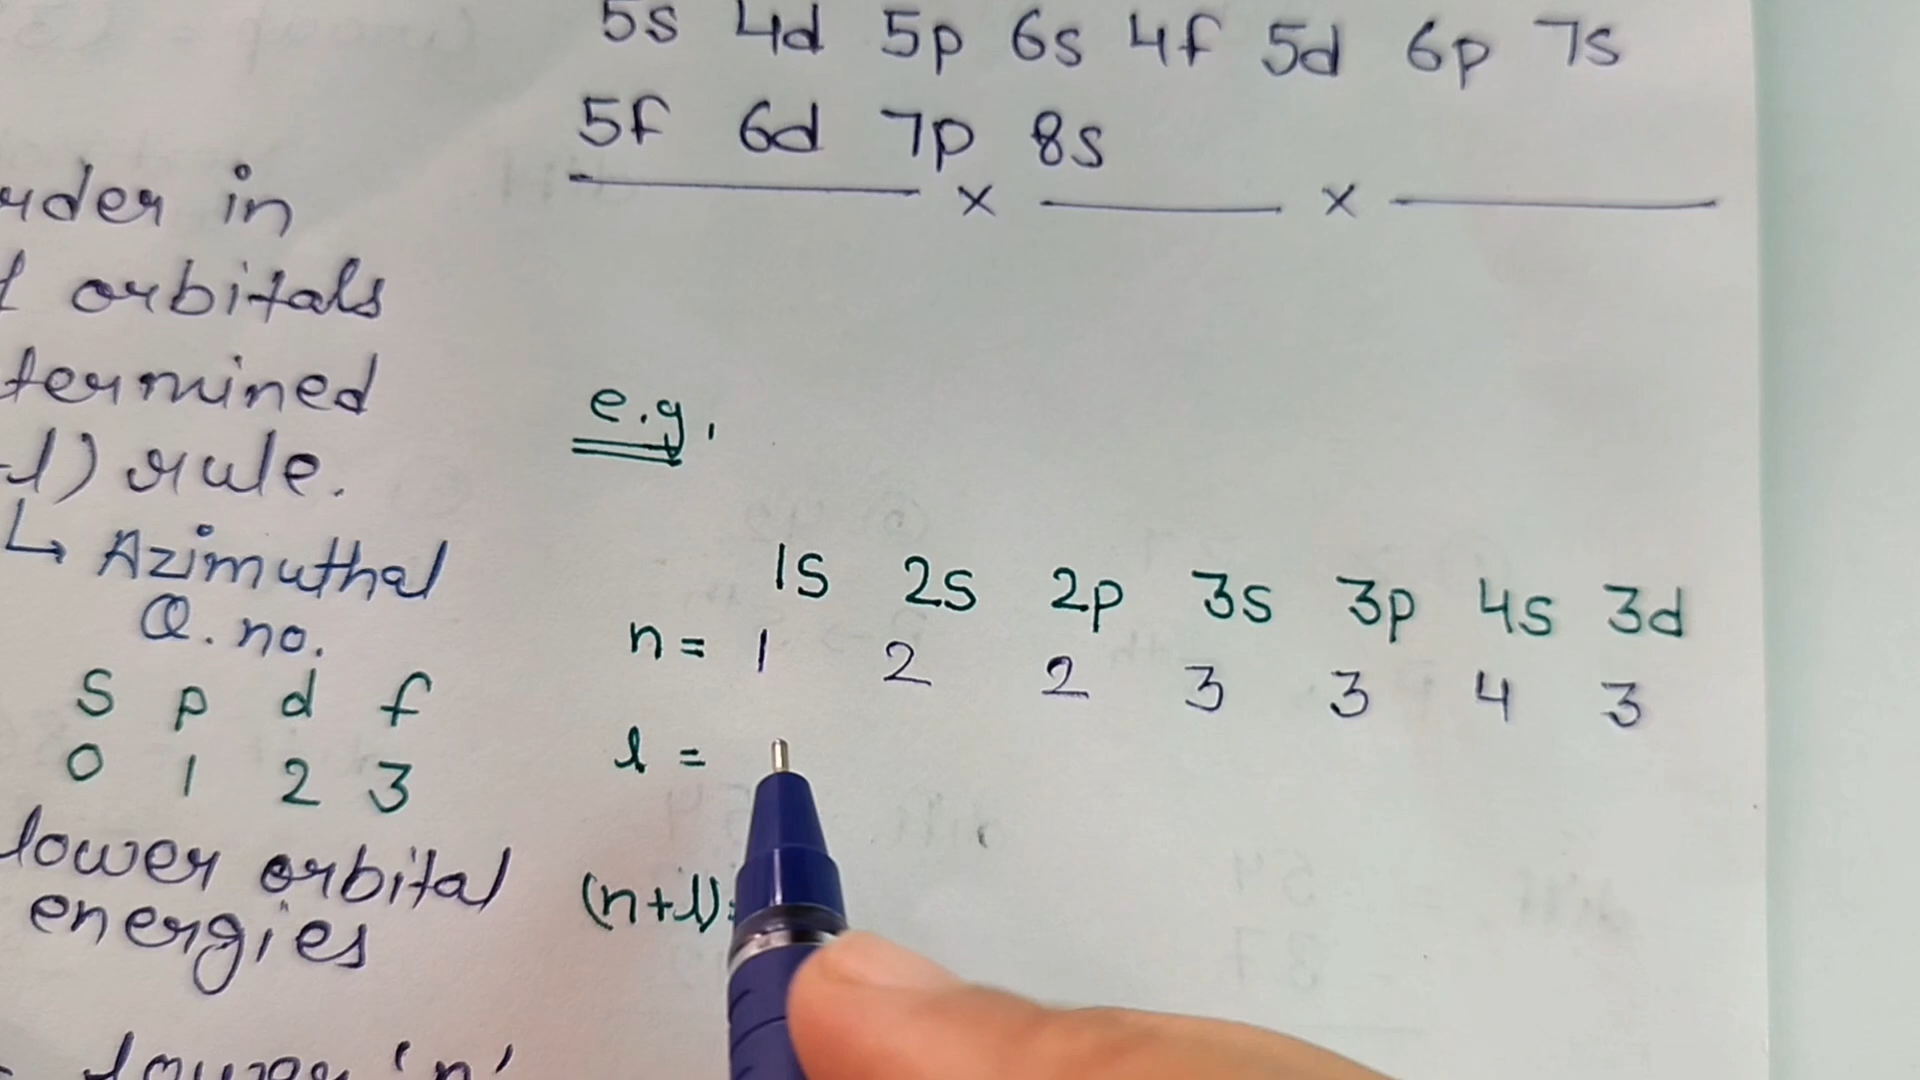 5s 4d 5p 6s 4f 5d 6p 7s
5f 6d 7p 8s
x x
rder in
orbitals
termined
l) rule.
↳ Azimuthal
Q. no.
s p d f
0 1 2 3
lower orbital
energies
lower 'n'
e.g.
1s 2s 2p 3s 3p 4s 3d
n = 1 2 2 3 3 4 3
l =
(n+l)